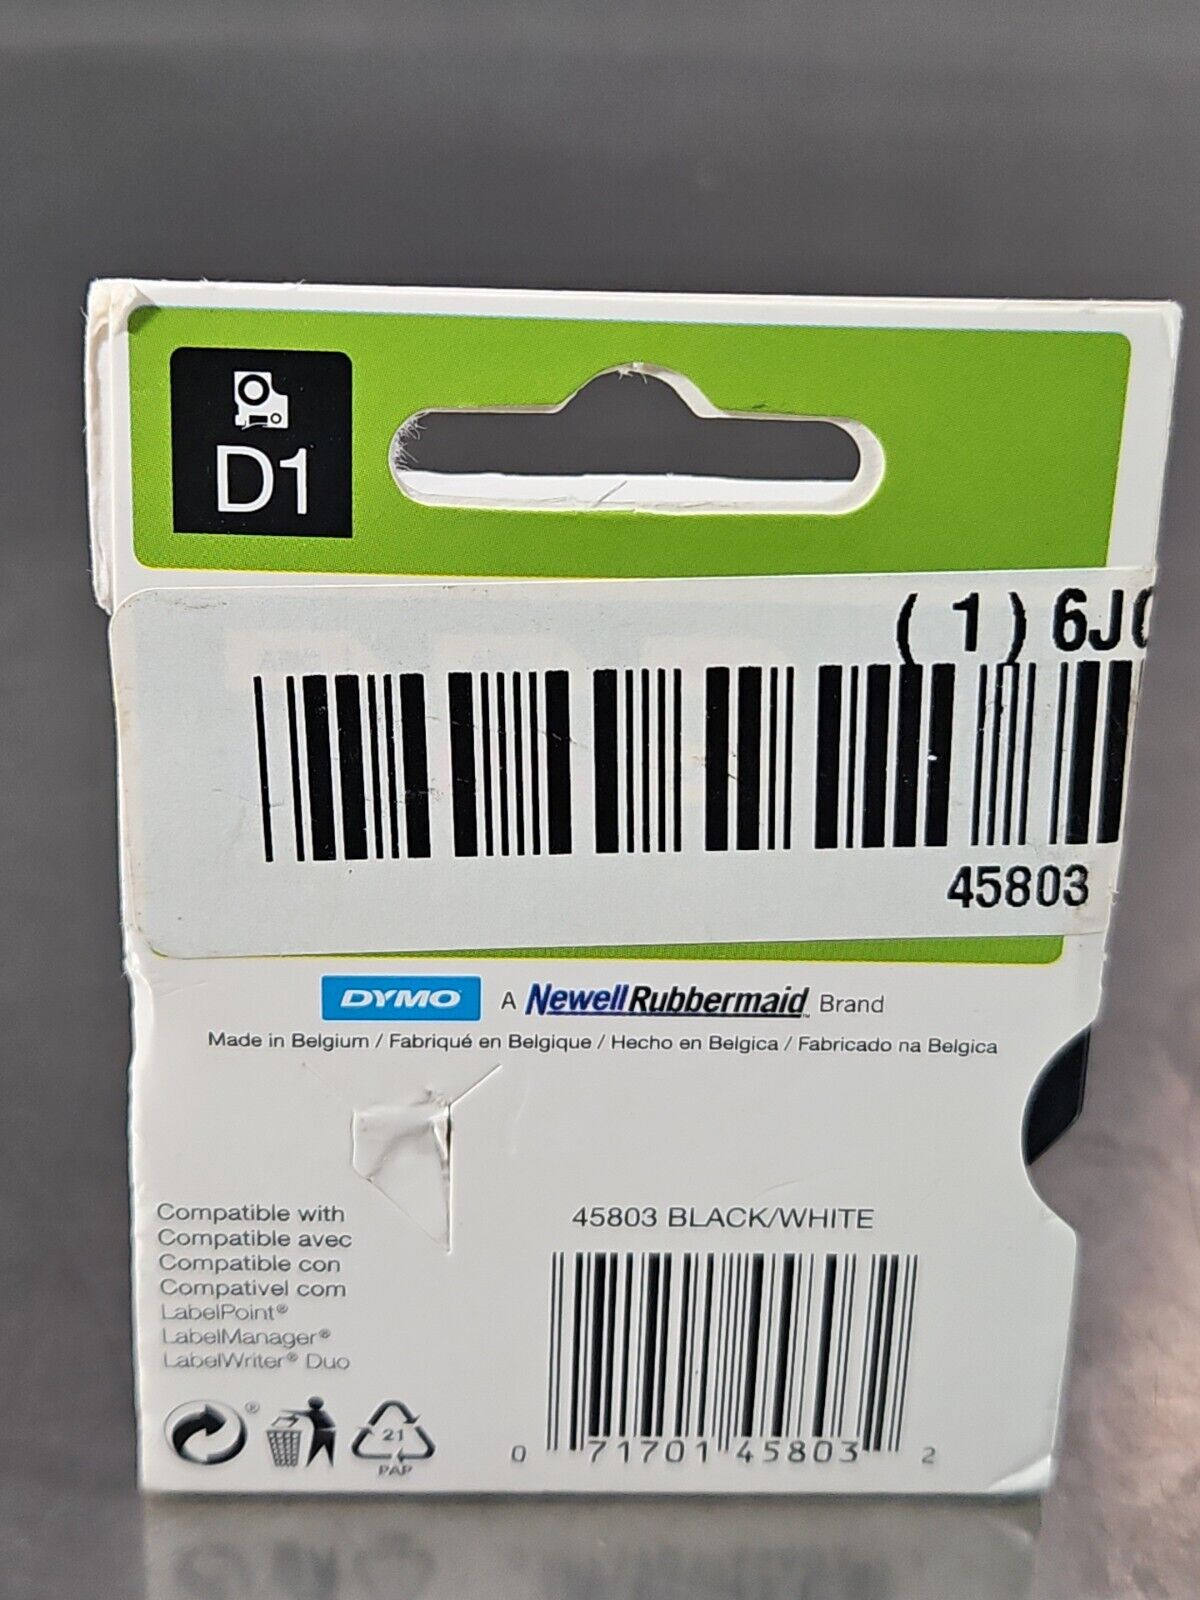 D1
( 1 ) 6J
45803
DYMO A Newell Rubbermaid™ Brand
Made in Belgium / Fabriqué en Belgique / Hecho en Belgica / Fabricado na Belgica
Compatible with
Compatible avec
Compatible con
Compativel com
LabelPoint®
LabelManager®
LabelWriter® Duo
®
21
PAP
45803 BLACK/WHITE
0 71701 45803 2